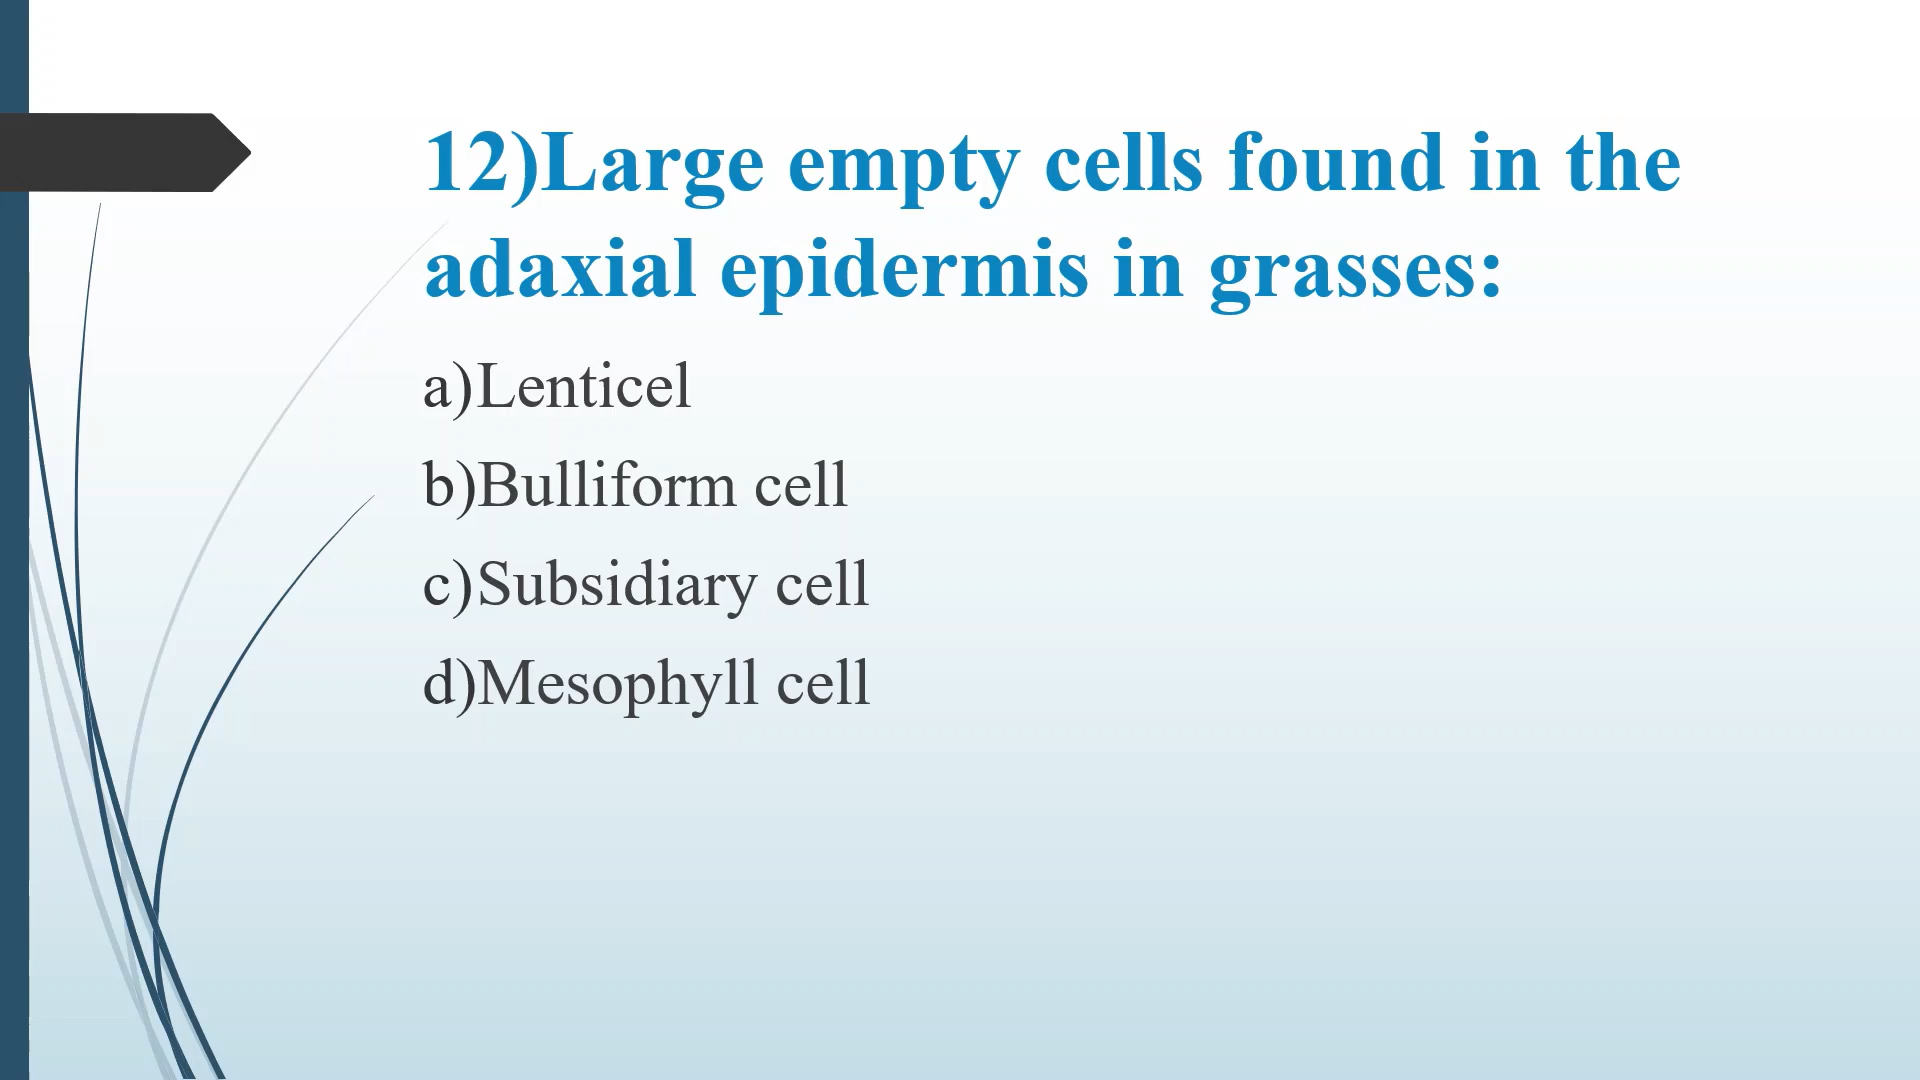 12)Large empty cells found in the
adaxial epidermis in grasses:
a)Lenticel
b)Bulliform cell
c)Subsidiary cell
d)Mesophyll cell